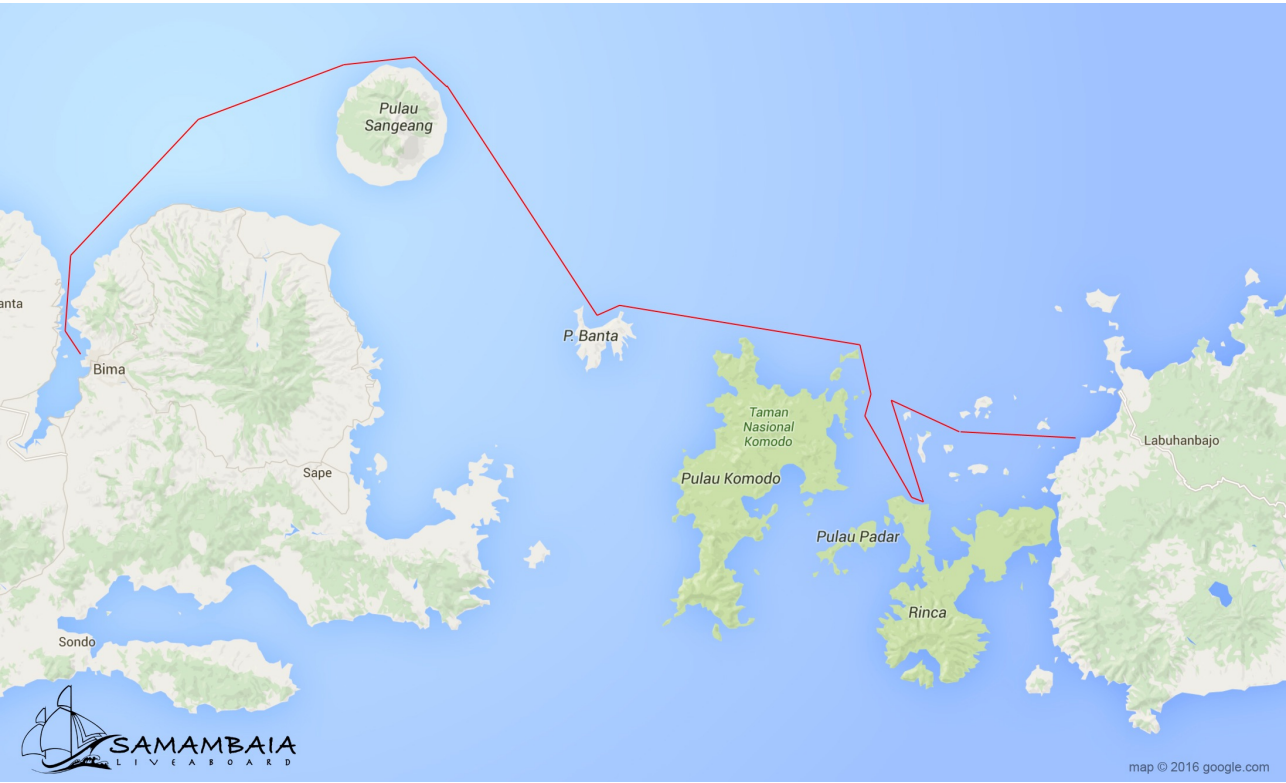 Pulau
Sangeang
anta
P. Banta
Bima
Taman
Nasional
Komodo
Labuhanbajo
Sape
Pulau Komodo
Pulau Padar
Rinca
Sondo
SAMAMBAIA
LIVEABOARD
map © 2016 google.com